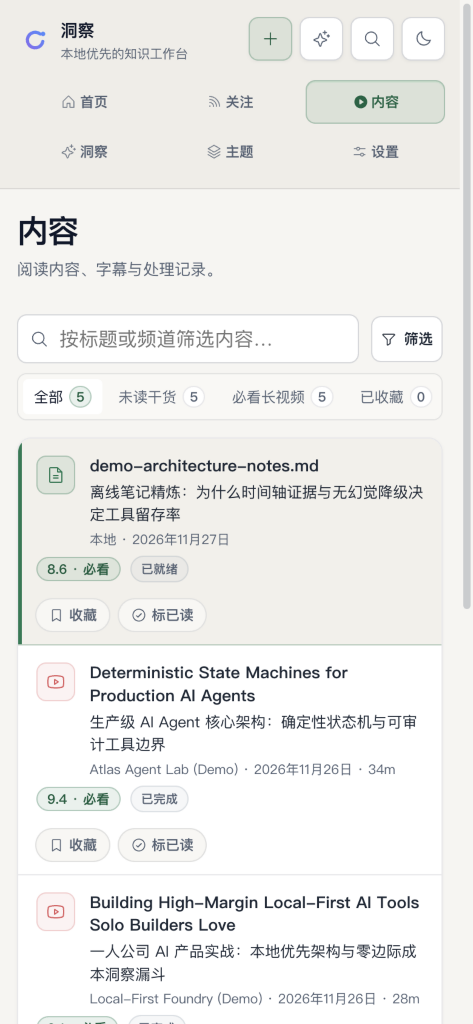 洞察
本地优先的知识工作台
首页
关注
内容
洞察
主题
设置
内容
阅读内容、字幕与处理记录。
按标题或频道筛选内容…
筛选
全部 5
未读干货 5
必看长视频 5
已收藏 0
demo-architecture-notes.md
离线笔记精炼：为什么时间轴证据与无幻觉降级决
定工具留存率
本地 · 2026年11月27日
8.6 · 必看
已就绪
收藏
标已读
Deterministic State Machines for
Production AI Agents
生产级 AI Agent 核心架构：确定性状态机与可审
计工具边界
Atlas Agent Lab (Demo) · 2026年11月26日 · 34m
9.4 · 必看
已完成
收藏
标已读
Building High-Margin Local-First AI Tools
Solo Builders Love
一人公司 AI 产品实战：本地优先架构与零边际成
本洞察漏斗
Local-First Foundry (Demo) · 2026年11月26日 · 28m